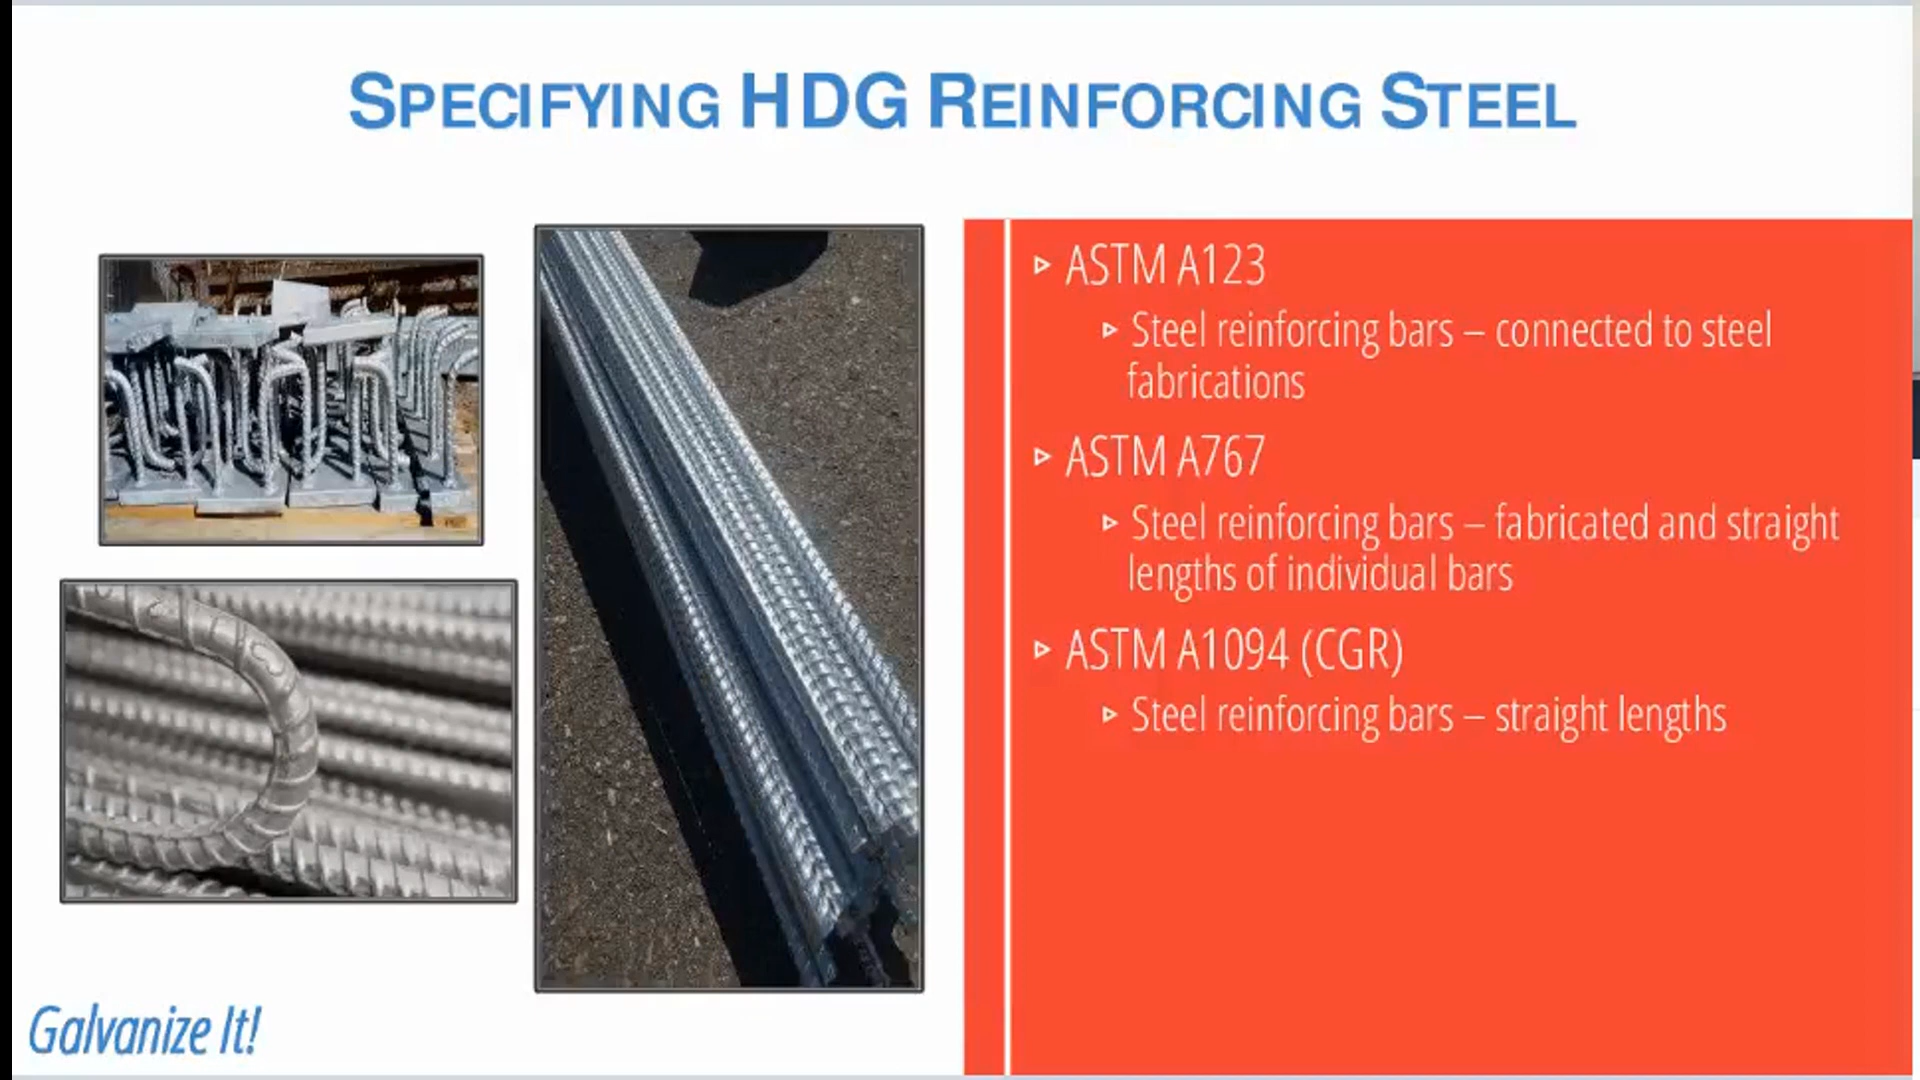 SPECIFYING HDG REINFORCING STEEL
ASTM A123
Steel reinforcing bars – connected to steel
fabrications
ASTM A767
Steel reinforcing bars – fabricated and straight
lengths of individual bars
ASTM A1094 (CGR)
Steel reinforcing bars – straight lengths
Galvanize It!